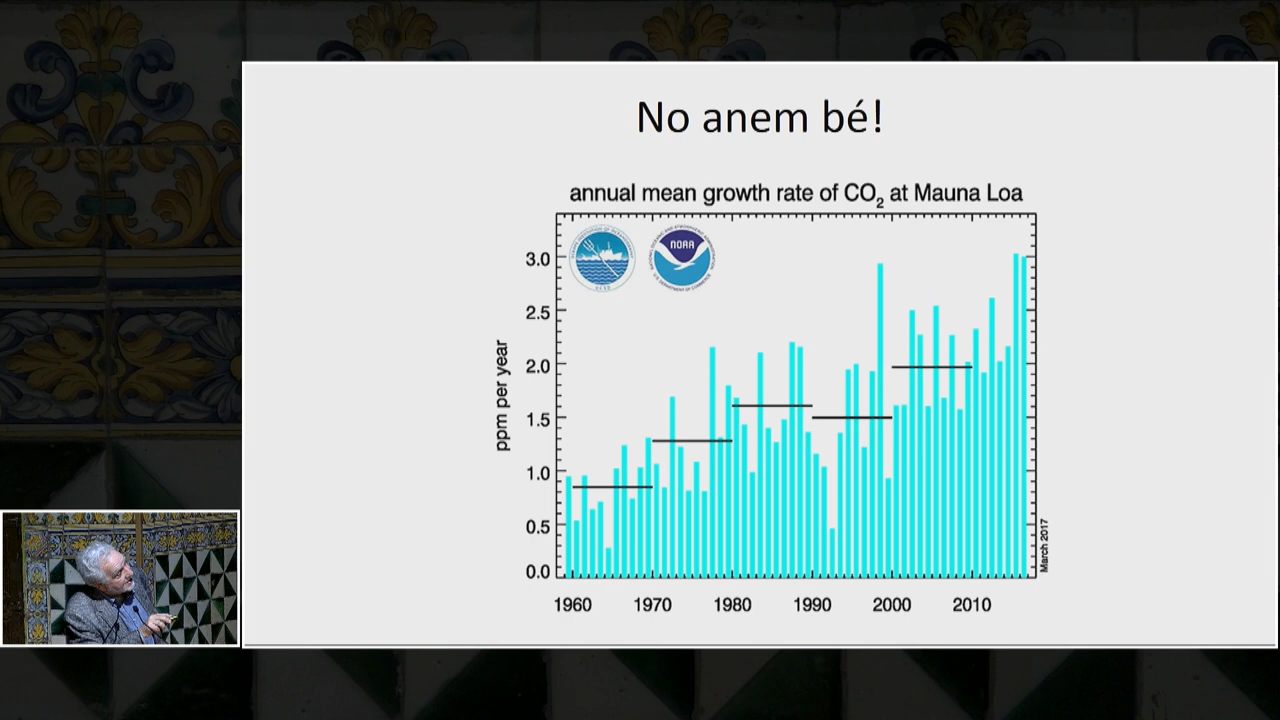 No anem bé!
annual mean growth rate of CO₂ at Mauna Loa
NOAA
3.0
2.5
2.0
1.5
1.0
0.5
0.0
ppm per year
March 2017
1960 1970 1980 1990 2000 2010